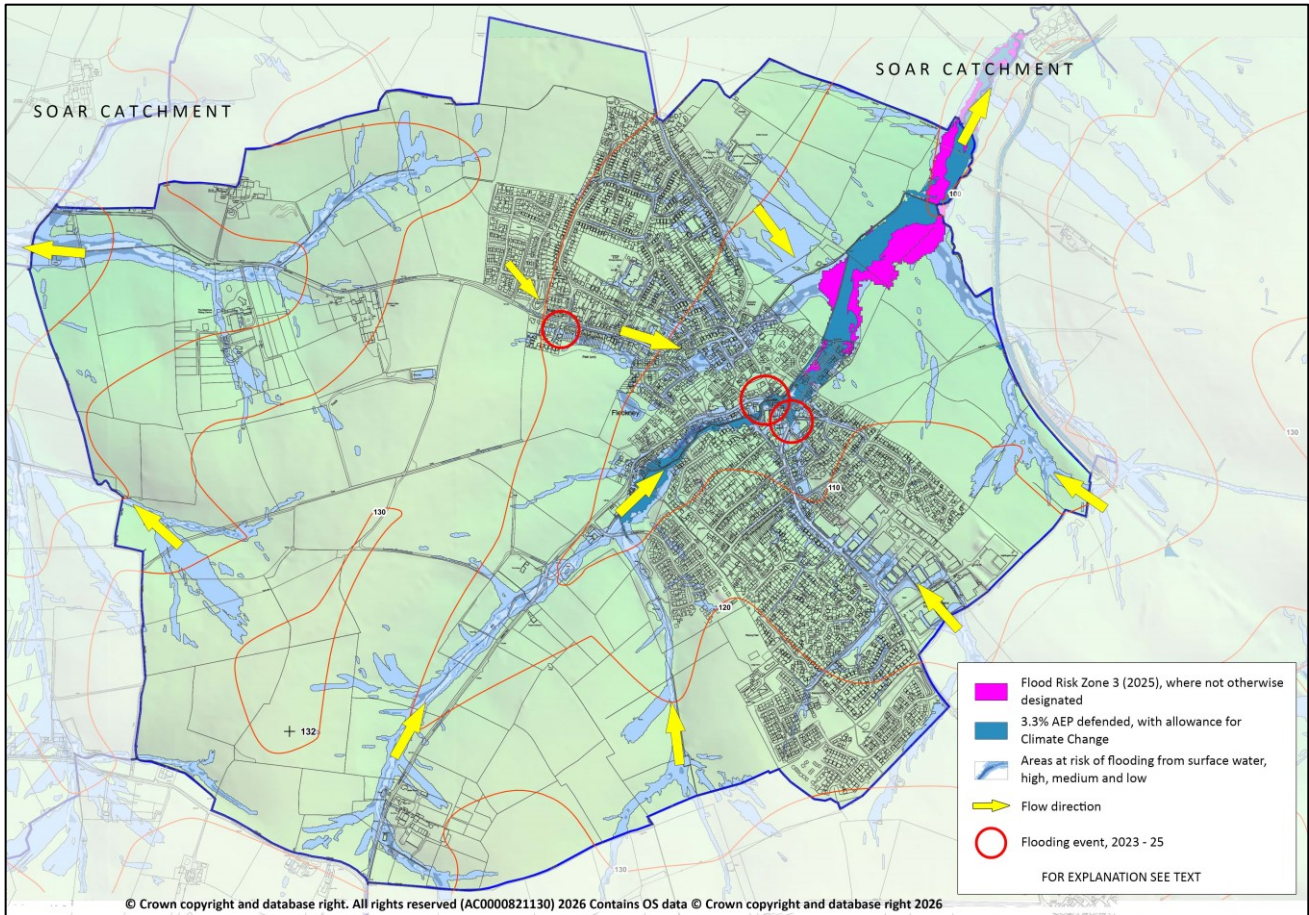 SOAR CATCHMENT
SOAR CATCHMENT
100
130
Fleckney
110
130
120
132
130
Flood Risk Zone 3 (2025), where not otherwise
designated
3.3% AEP defended, with allowance for
Climate Change
Areas at risk of flooding from surface water,
high, medium and low
Flow direction
Flooding event, 2023 - 25
FOR EXPLANATION SEE TEXT
© Crown copyright and database right. All rights reserved (AC0000821130) 2026 Contains OS data © Crown copyright and database right 2026